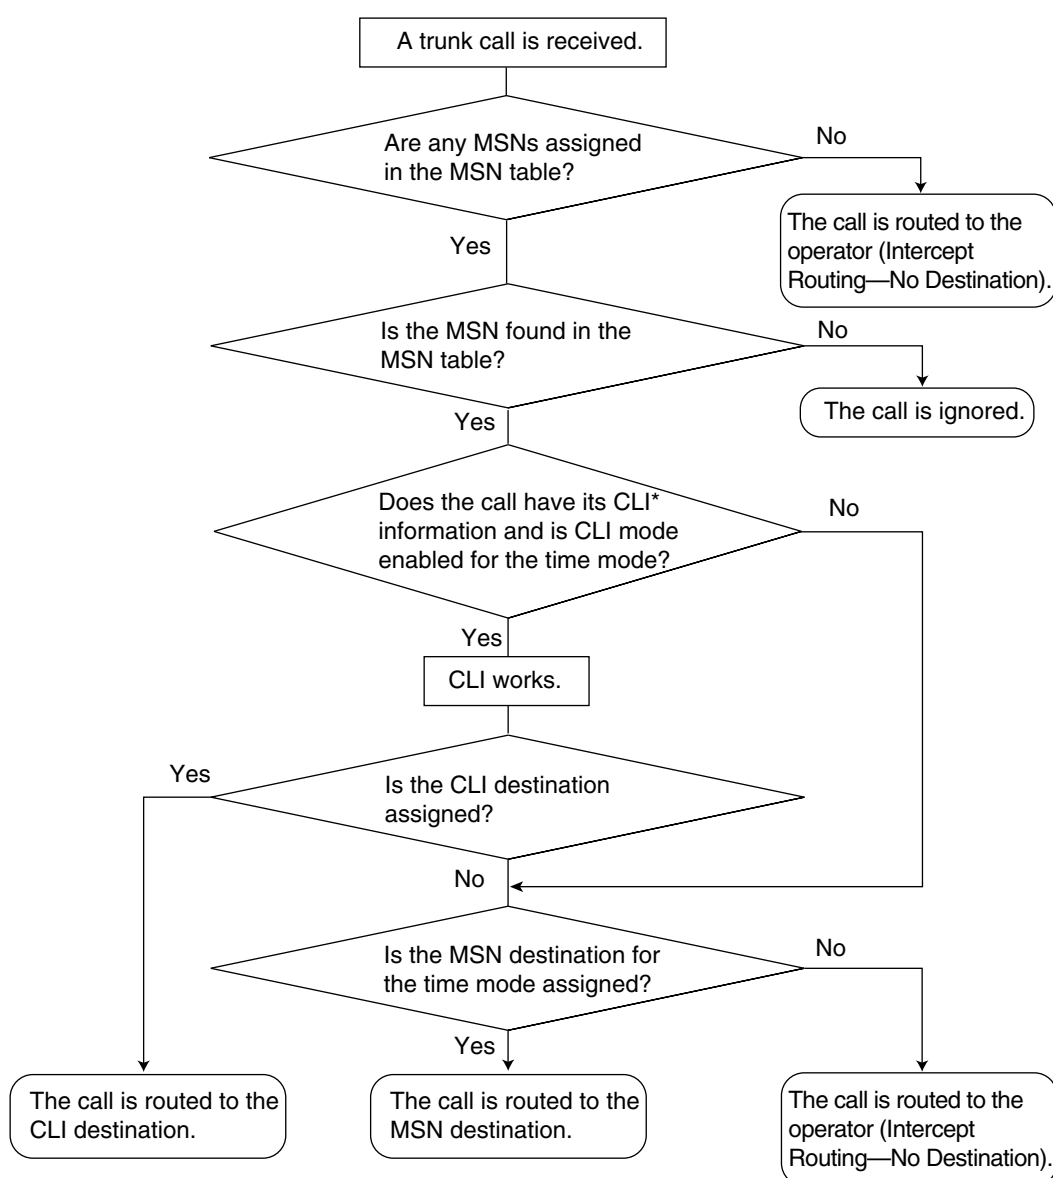 A trunk call is received.
Are any MSNs assigned
in the MSN table?
No
The call is routed to the
operator (Intercept
Routing—No Destination).
Yes
Is the MSN found in the
MSN table?
No
The call is ignored.
Yes
Does the call have its CLI*
information and is CLI mode
enabled for the time mode?
No
Yes
CLI works.
Is the CLI destination
assigned?
Yes
No
Is the MSN destination for
the time mode assigned?
No
Yes
The call is routed to the
CLI destination.
The call is routed to the
MSN destination.
The call is routed to the
operator (Intercept
Routing—No Destination).